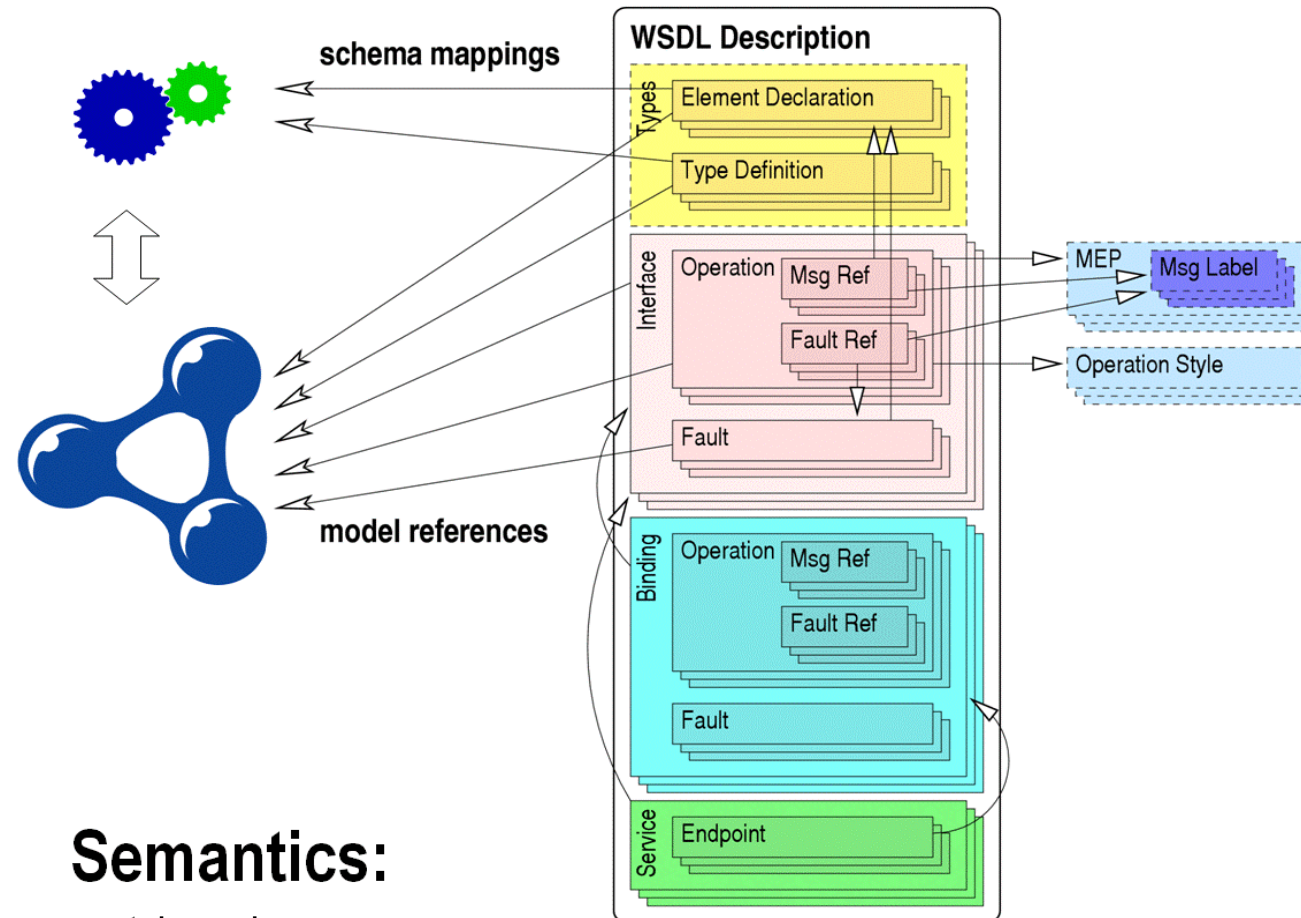 WSDL Description
schema mappings
Types
Element Declaration
Type Definition
Interface
Operation
Msg Ref
Fault Ref
Fault
MEP
Msg Label
Operation Style
model references
Binding
Operation
Msg Ref
Fault Ref
Fault
Service
Endpoint
Semantics: